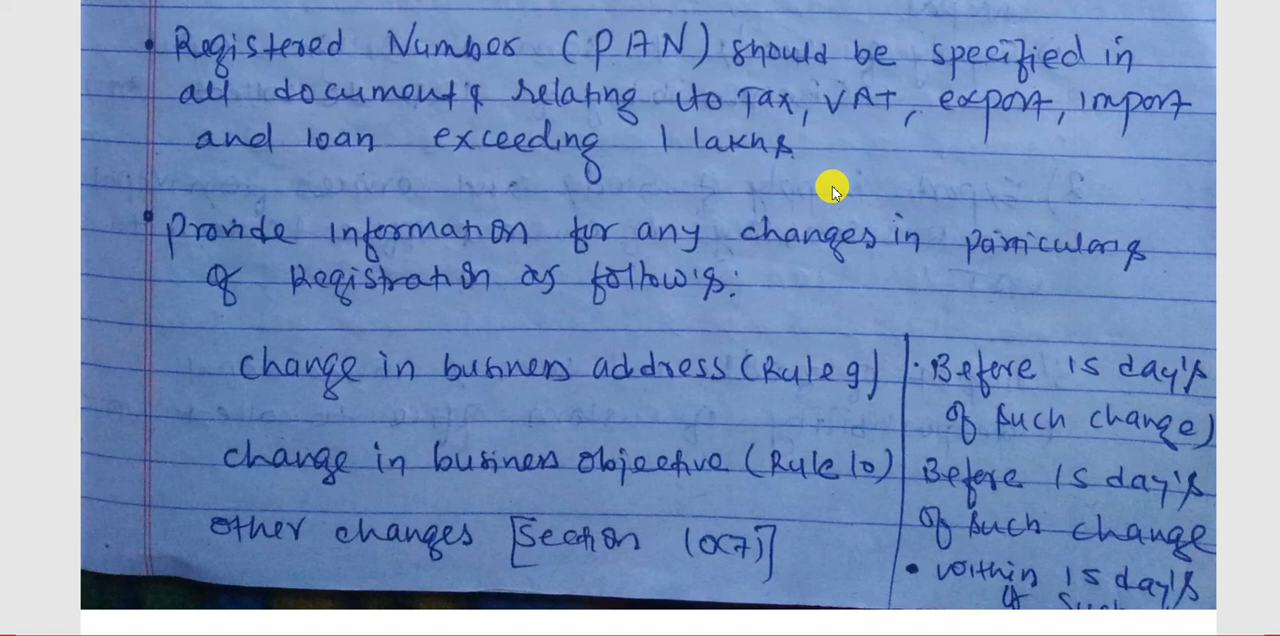 • Registered Number (PAN) should be specified in
all documents relating to Tax, VAT, export, import
and loan exceeding 1 lakhs
• Provide information for any changes in particulars
of Registration as follow's:
change in business address (Rule 9)
• Before 15 day's
of such change)
change in business objective (Rule 10)
Before 15 day's
of such change
other changes [Section 10(7)]
• within 15 day's
of such